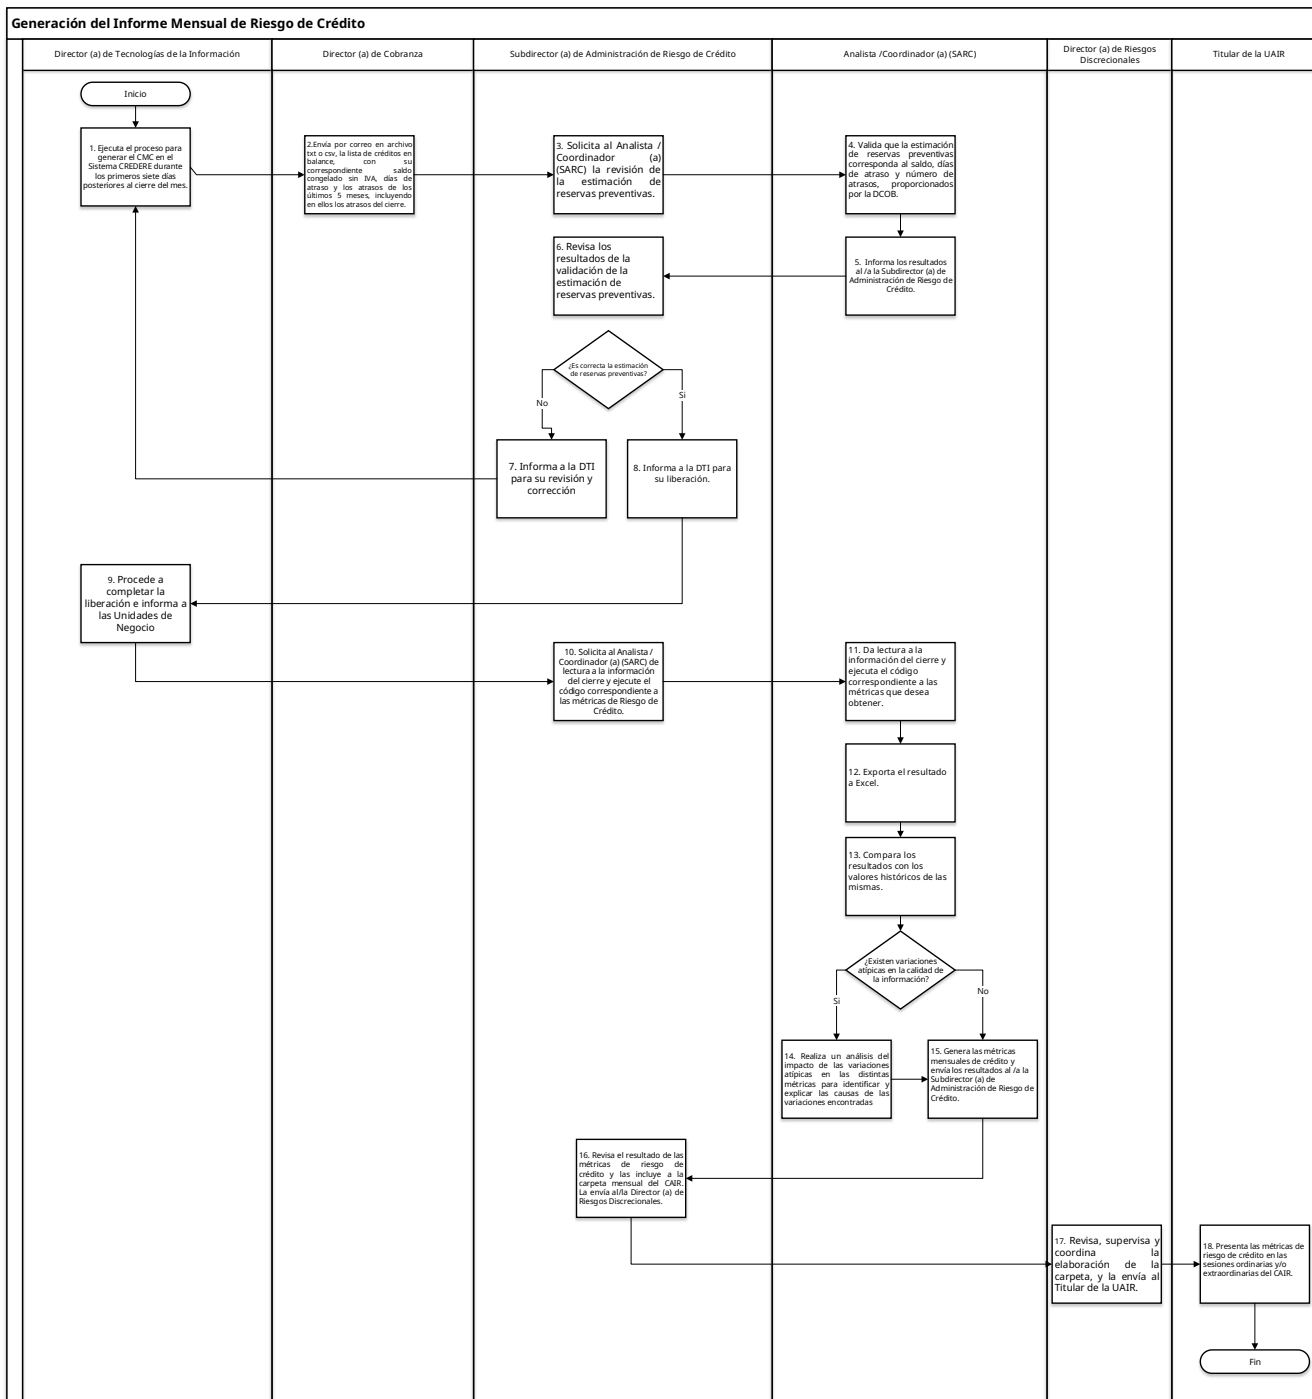 Generación del Informe Mensual de Riesgo de Crédito
Director (a) de Tecnologías de la Información
Director (a) de Cobranza
Subdirector (a) de Administración de Riesgo de Crédito
Analista /Coordinador (a) (SARC)
Director (a) de Riesgos
Discrecionales
Titular de la UAIR
Inicio
1. Ejecuta el proceso para
generar el CMC en el
Sistema CREDERE durante
los primeros siete días
posteriores al cierre del mes.
2.Envía por correo en archivo
txt o csv, la lista de créditos en
balance, con su
correspondiente saldo
congelado sin IVA, días de
atraso y los atrasos de los
últimos 5 meses, incluyendo
en ellos los atrasos del cierre.
3. Solicita al Analista /
Coordinador (a)
(SARC) la revisión de
la estimación de
reservas preventivas.
4. Valida que la estimación
de reservas preventivas
corresponda al saldo, días
de atraso y número de
atrasos, proporcionados
por la DCOB.
6. Revisa los
resultados de la
validación de la
estimación de
reservas preventivas.
5. Informa los resultados
al /a la Subdirector (a) de
Administración de Riesgo de
Crédito.
¿Es correcta la estimación
de reservas preventivas?
No
Si
7. Informa a la DTI
para su revisión y
corrección
8. Informa a la DTI para
su liberación.
9. Procede a
completar la
liberación e informa a
las Unidades de
Negocio
10. Solicita al Analista /
Coordinador (a) (SARC) de
lectura a la información
del cierre y ejecute el
código correspondiente a
las métricas de Riesgo de
Crédito.
11. Da lectura a la
información del cierre y
ejecuta el código
correspondiente a las
métricas que desea
obtener.
12. Exporta el resultado
a Excel.
13. Compara los
resultados con los
valores históricos de las
mismas.
¿Existen variaciones
atípicas en la calidad de
la información?
Si
No
14. Realiza un análisis del
impacto de las variaciones
atípicas en las distintas
métricas para identificar y
explicar las causas de las
variaciones encontradas
15. Genera las métricas
mensuales de crédito y
envía los resultados al /a la
Subdirector (a) de
Administración de Riesgo de
Crédito.
16. Revisa el resultado de las
métricas de riesgo de
crédito y las incluye a la
carpeta mensual del CAIR.
La envía al/la Director (a) de
Riesgos Discrecionales.
17. Revisa, supervisa y
coordina la
elaboración de la
carpeta, y la envía al
Titular de la UAIR.
18. Presenta las métricas de
riesgo de crédito en las
sesiones ordinarias y/o
extraordinarias del CAIR.
Fin